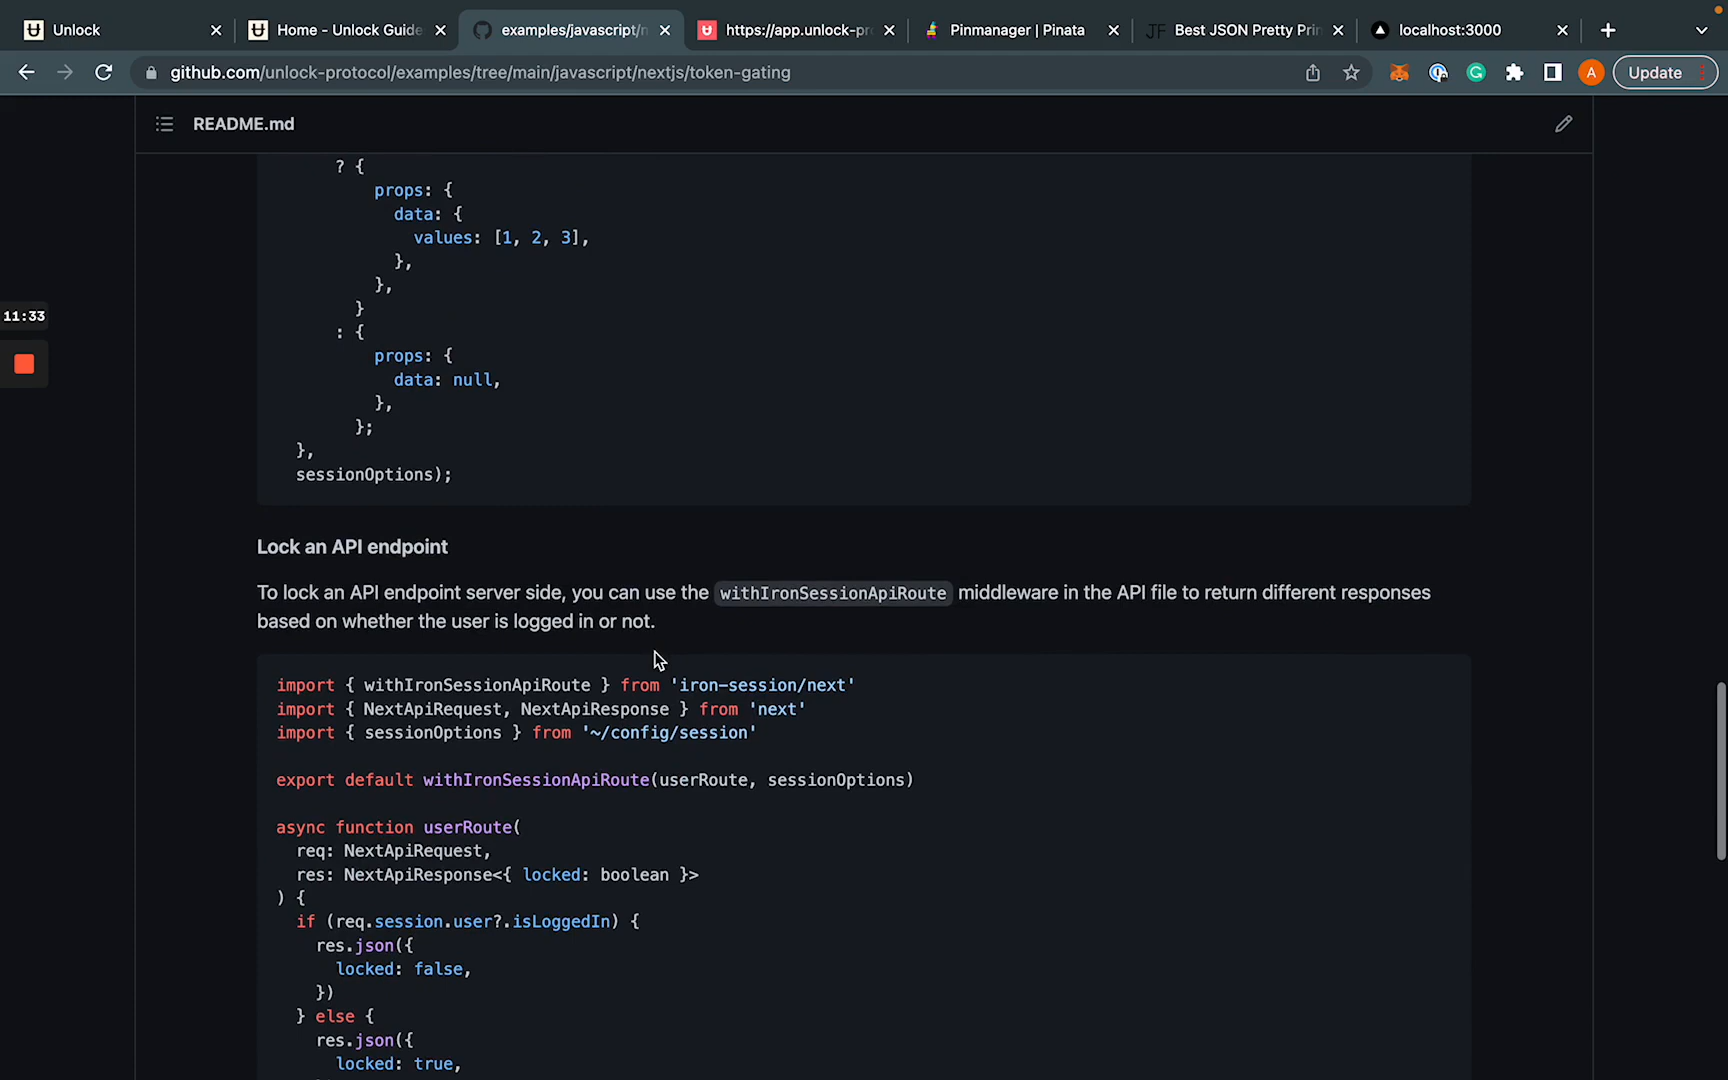 Unlock
Home - Unlock Guide
examples/javascript/n
https://app.unlock-pr
Pinmanager | Pinata
JF Best JSON Pretty Prin
localhost:3000
github.com/unlock-protocol/examples/tree/main/javascript/nextjs/token-gating
A
Update
README.md
? {
props: {
data: {
values: [1, 2, 3],
},
},
}
: {
props: {
data: null,
},
};
},
sessionOptions);
11:33
Lock an API endpoint
To lock an API endpoint server side, you can use the withIronSessionApiRoute middleware in the API file to return different responses
based on whether the user is logged in or not.
import { withIronSessionApiRoute } from 'iron-session/next'
import { NextApiRequest, NextApiResponse } from 'next'
import { sessionOptions } from '~/config/session'
export default withIronSessionApiRoute(userRoute, sessionOptions)
async function userRoute(
req: NextApiRequest,
res: NextApiResponse<{ locked: boolean }>
) {
if (req.session.user?.isLoggedIn) {
res.json({
locked: false,
})
} else {
res.json({
locked: true,